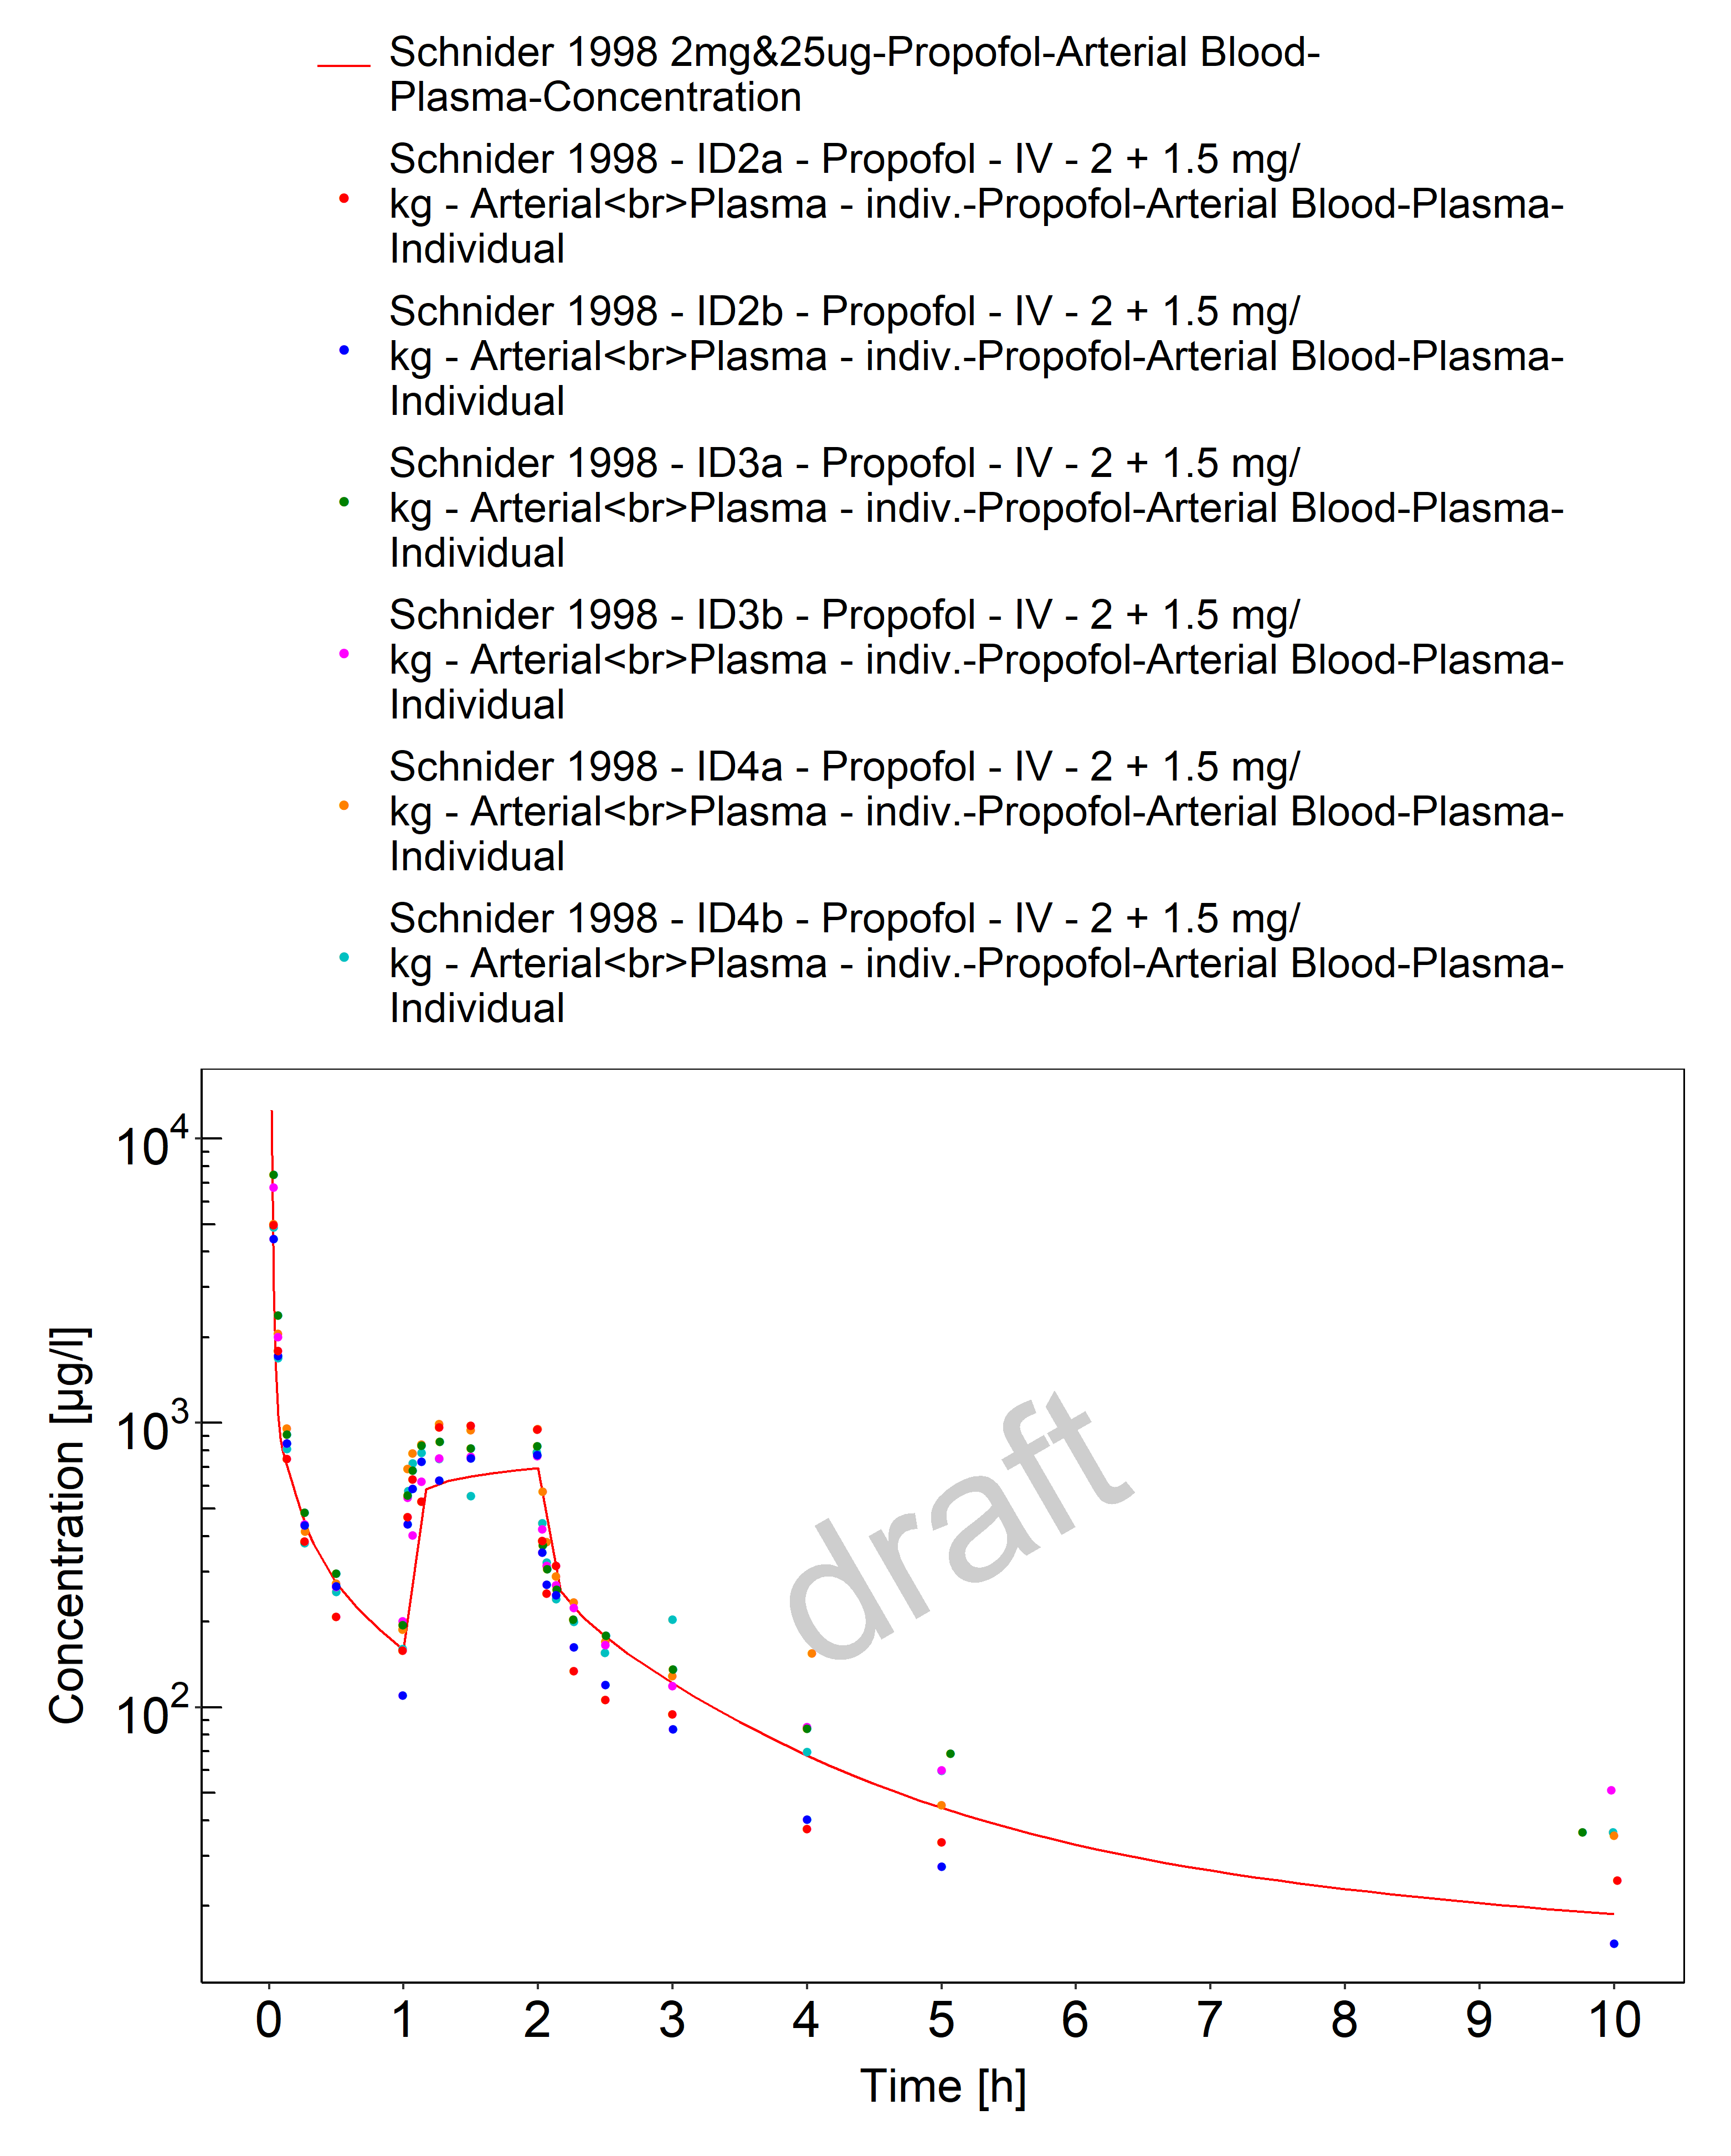 Schnider 1998 2mg&25ug-Propofol-Arterial Blood-
Plasma-Concentration
Schnider 1998 - ID2a - Propofol - IV - 2 + 1.5 mg/
kg - Arterial<br>Plasma - indiv.-Propofol-Arterial Blood-Plasma-
Individual
Schnider 1998 - ID2b - Propofol - IV - 2 + 1.5 mg/
kg - Arterial<br>Plasma - indiv.-Propofol-Arterial Blood-Plasma-
Individual
Schnider 1998 - ID3a - Propofol - IV - 2 + 1.5 mg/
kg - Arterial<br>Plasma - indiv.-Propofol-Arterial Blood-Plasma-
Individual
Schnider 1998 - ID3b - Propofol - IV - 2 + 1.5 mg/
kg - Arterial<br>Plasma - indiv.-Propofol-Arterial Blood-Plasma-
Individual
Schnider 1998 - ID4a - Propofol - IV - 2 + 1.5 mg/
kg - Arterial<br>Plasma - indiv.-Propofol-Arterial Blood-Plasma-
Individual
Schnider 1998 - ID4b - Propofol - IV - 2 + 1.5 mg/
kg - Arterial<br>Plasma - indiv.-Propofol-Arterial Blood-Plasma-
Individual
10⁴
10³
10²
Concentration [µg/l]
draft
0 1 2 3 4 5 6 7 8 9 10
Time [h]